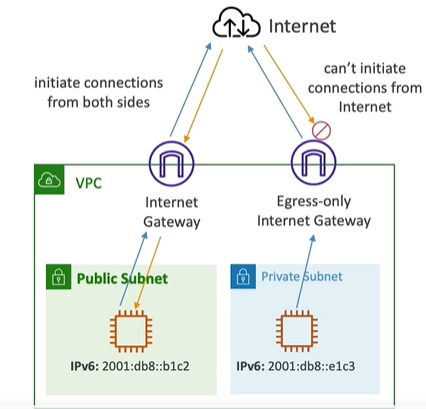 Internet
initiate connections
from both sides
can't initiate
connections from
Internet
VPC
Internet
Gateway
Egress-only
Internet Gateway
Public Subnet
Private Subnet
IPv6: 2001:db8::b1c2
IPv6: 2001:db8::e1c3